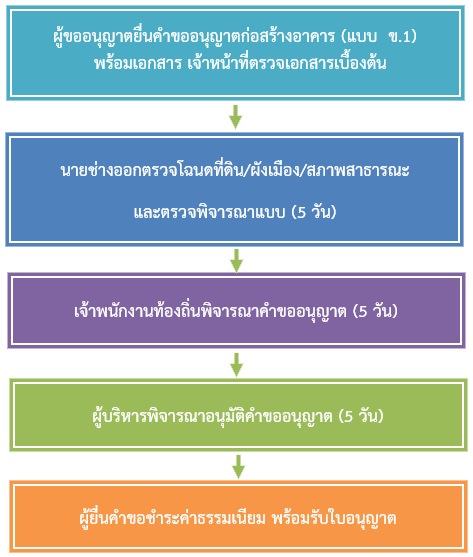 ผู้ขออนุญาตยื่นคำขออนุญาตก่อสร้างอาคาร (แบบ ข.1)
พร้อมเอกสาร เจ้าหน้าที่ตรวจเอกสารเบื้องต้น
นายช่างออกตรวจโฉนดที่ดิน/ผังเมือง/สภาพสาธารณะ
และตรวจพิจารณาแบบ (5 วัน)
เจ้าพนักงานท้องถิ่นพิจารณาคำขออนุญาต (5 วัน)
ผู้บริหารพิจารณาอนุมัติคำขออนุญาต (5 วัน)
ผู้ยื่นคำขอชำระค่าธรรมเนียม พร้อมรับใบอนุญาต